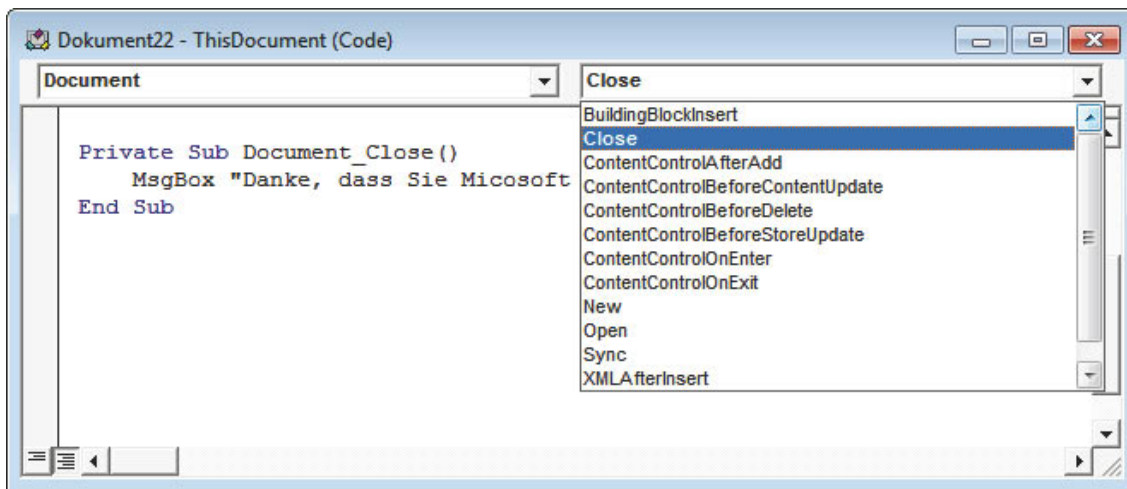 Dokument22 - ThisDocument (Code)
Document
Close
Private Sub Document_Close()
MsgBox "Danke, dass Sie Micosoft
End Sub
BuildingBlockInsert
Close
ContentControlAfterAdd
ContentControlBeforeContentUpdate
ContentControlBeforeDelete
ContentControlBeforeStoreUpdate
ContentControlOnEnter
ContentControlOnExit
New
Open
Sync
XMLAfterInsert